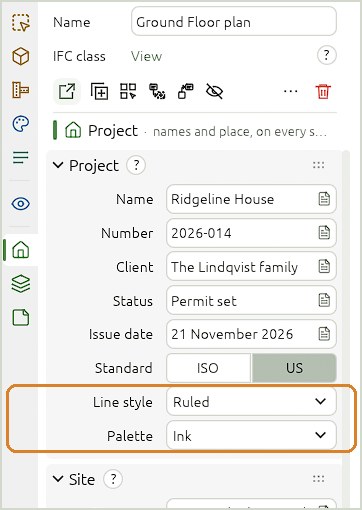 Name Ground Floor plan
IFC class View ?
Project · names and place, on every s…
Project ?
Name Ridgeline House
Number 2026-014
Client The Lindqvist family
Status Permit set
Issue date 21 November 2026
Standard ISO US
Line style Ruled
Palette Ink
Site ?